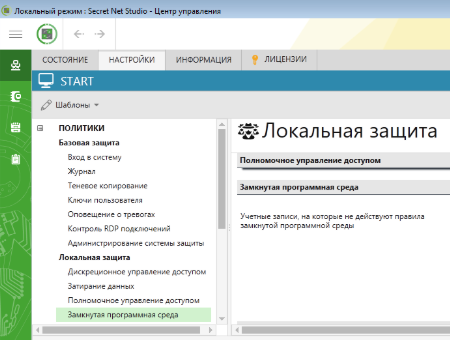 Локальный режим : Secret Net Studio - Центр управления
СОСТОЯНИЕ НАСТРОЙКИ ИНФОРМАЦИЯ ЛИЦЕНЗИИ
START
Шаблоны
ПОЛИТИКИ
Базовая защита
Вход в систему
Журнал
Теневое копирование
Ключи пользователя
Оповещение о тревогах
Контроль RDP подключений
Администрирование системы защиты
Локальная защита
Дискреционное управление доступом
Затирание данных
Полномочное управление доступом
Замкнутая программная среда
Локальная защита
Полномочное управление доступом
Замкнутая программная среда
Учетные записи, на которые не действуют правила
замкнутой программной среды